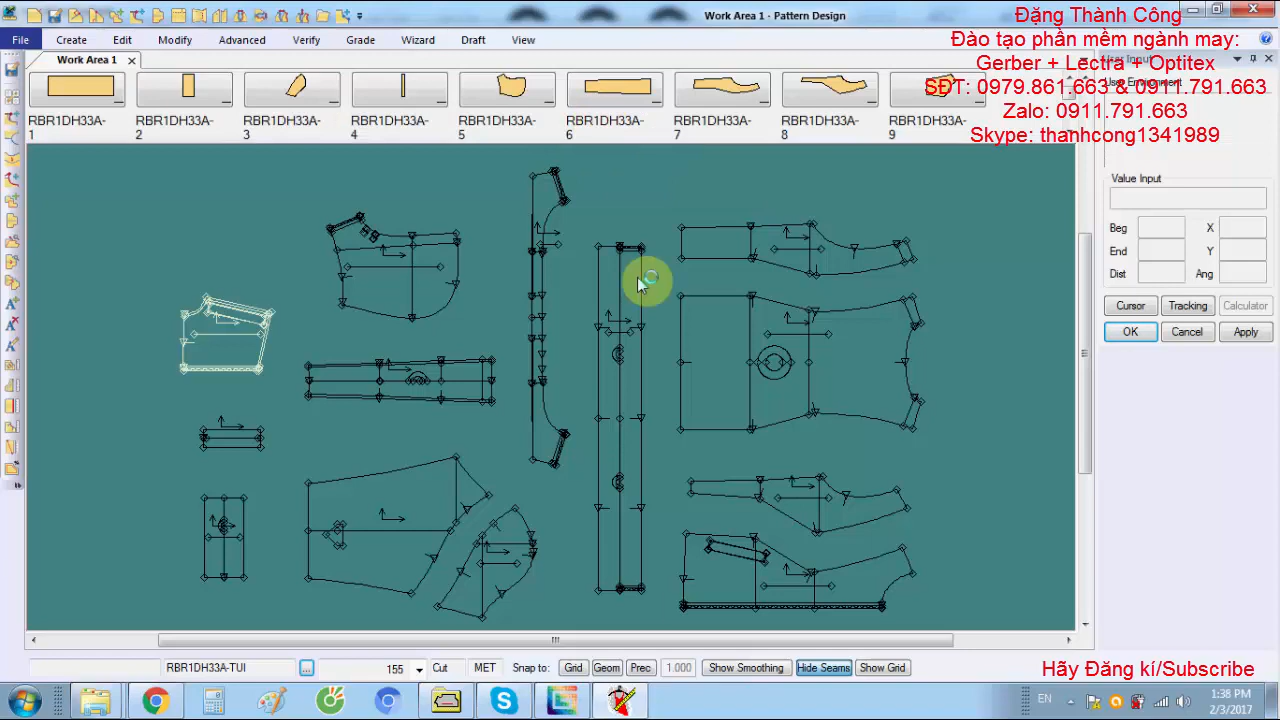 Work Area 1 - Pattern Design
Đặng Thành Công
File Create Edit Modify Advanced Verify Grade Wizard Draft View
Đào tạo phần mềm ngành may:
Work Area 1
Gerber + Lectra + Optitex
SĐT: 0979.861.663 & 0911.791.663
Zalo: 0911.791.663
Skype: thanhcong1341989
RBR1DH33A-1
RBR1DH33A-2
RBR1DH33A-3
RBR1DH33A-4
RBR1DH33A-5
RBR1DH33A-6
RBR1DH33A-7
RBR1DH33A-8
RBR1DH33A-9
Value Input
Beg X
End Y
Dist Ang
Cursor Tracking Calculator
OK Cancel Apply
RBR1DH33A-TUI ... 155 Cut MET Snap to: Grid Geom Prec 1.000 Show Smoothing Hide Seams Show Grid
Hãy Đăng kí/Subscribe
EN
1:38 PM
2/3/2017